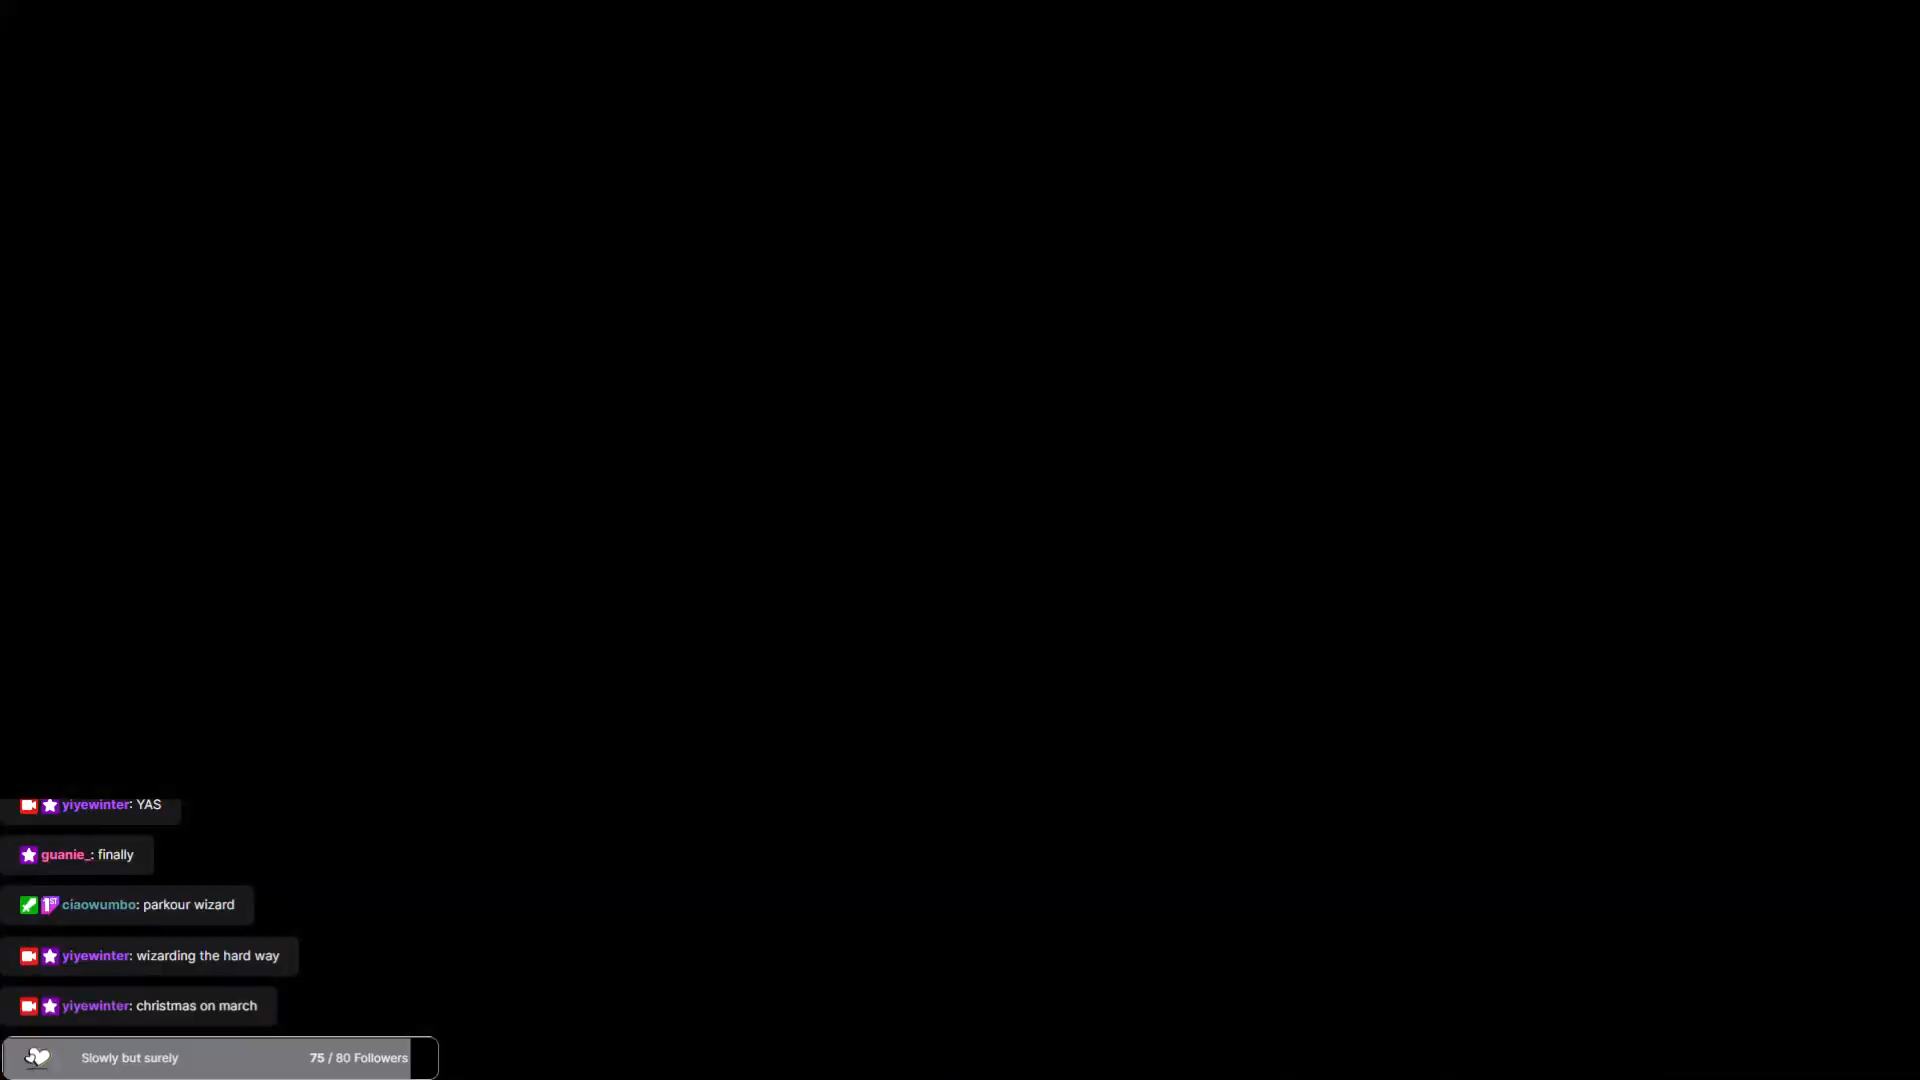 yiyewinter: YAS
guanie_: finally
1ST ciaowumbo: parkour wizard
yiyewinter: wizarding the hard way
yiyewinter: christmas on march
Slowly but surely 75 / 80 Followers